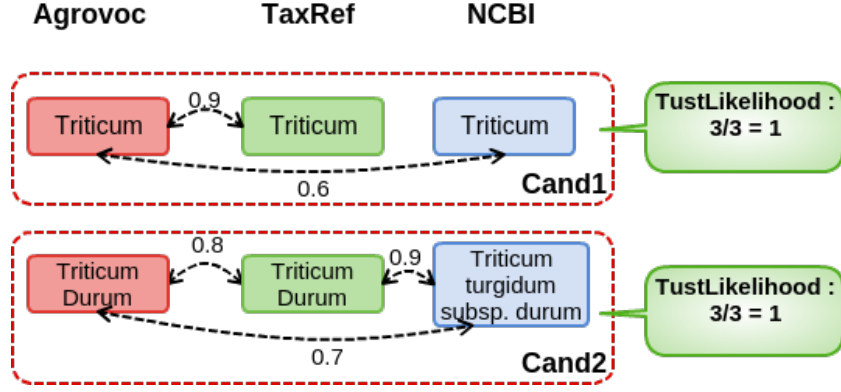 Agrovoc TaxRef NCBI
0.9
Triticum Triticum Triticum
0.6
Cand1
TustLikelihood :
3/3 = 1
0.8
0.9
Triticum
Durum
Triticum
Durum
Triticum
turgidum
subsp. durum
0.7
Cand2
TustLikelihood :
3/3 = 1